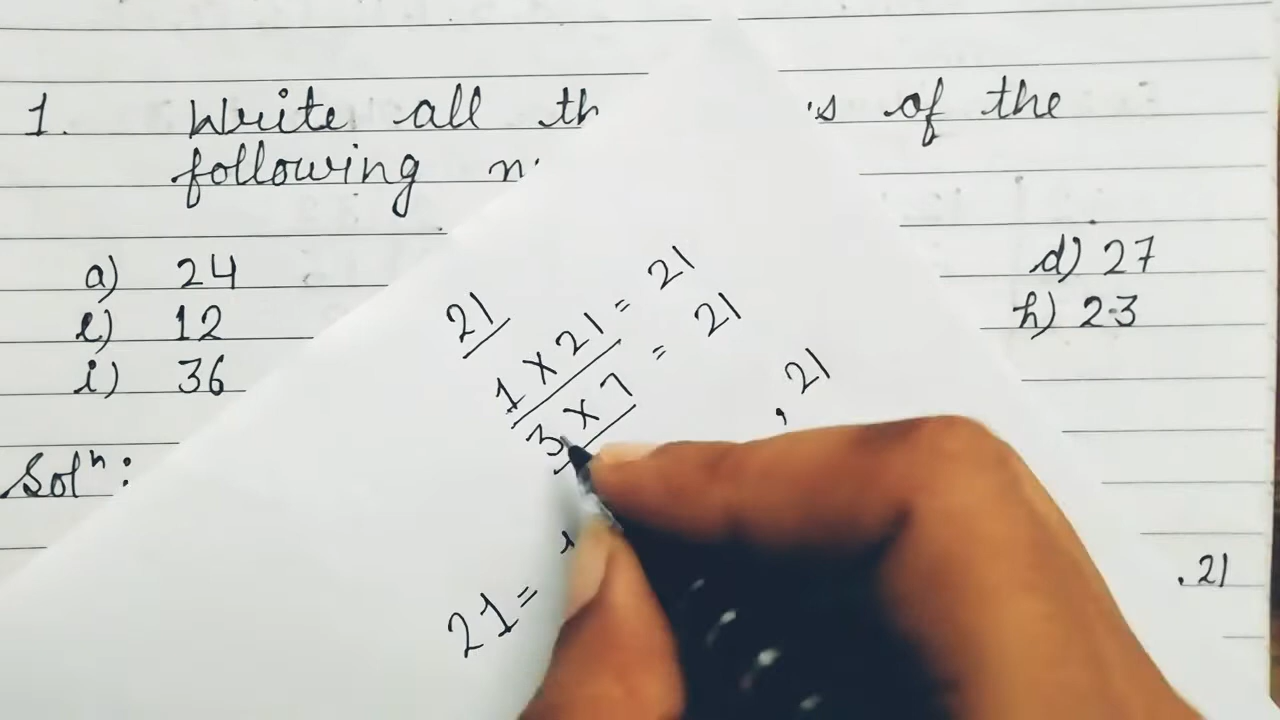 1. Write all th 's of the
following n
a) 24 d) 27
e) 12 h) 23
i) 36
Solⁿ:
21
1 × 21 = 21
3 × 7 = 21
, 21
21 =
. 21